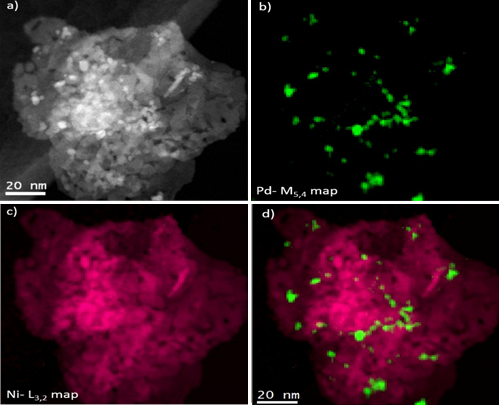 a)
b)
20 nm
Pd- M5,4 map
c)
d)
Ni- L3,2 map
20 nm